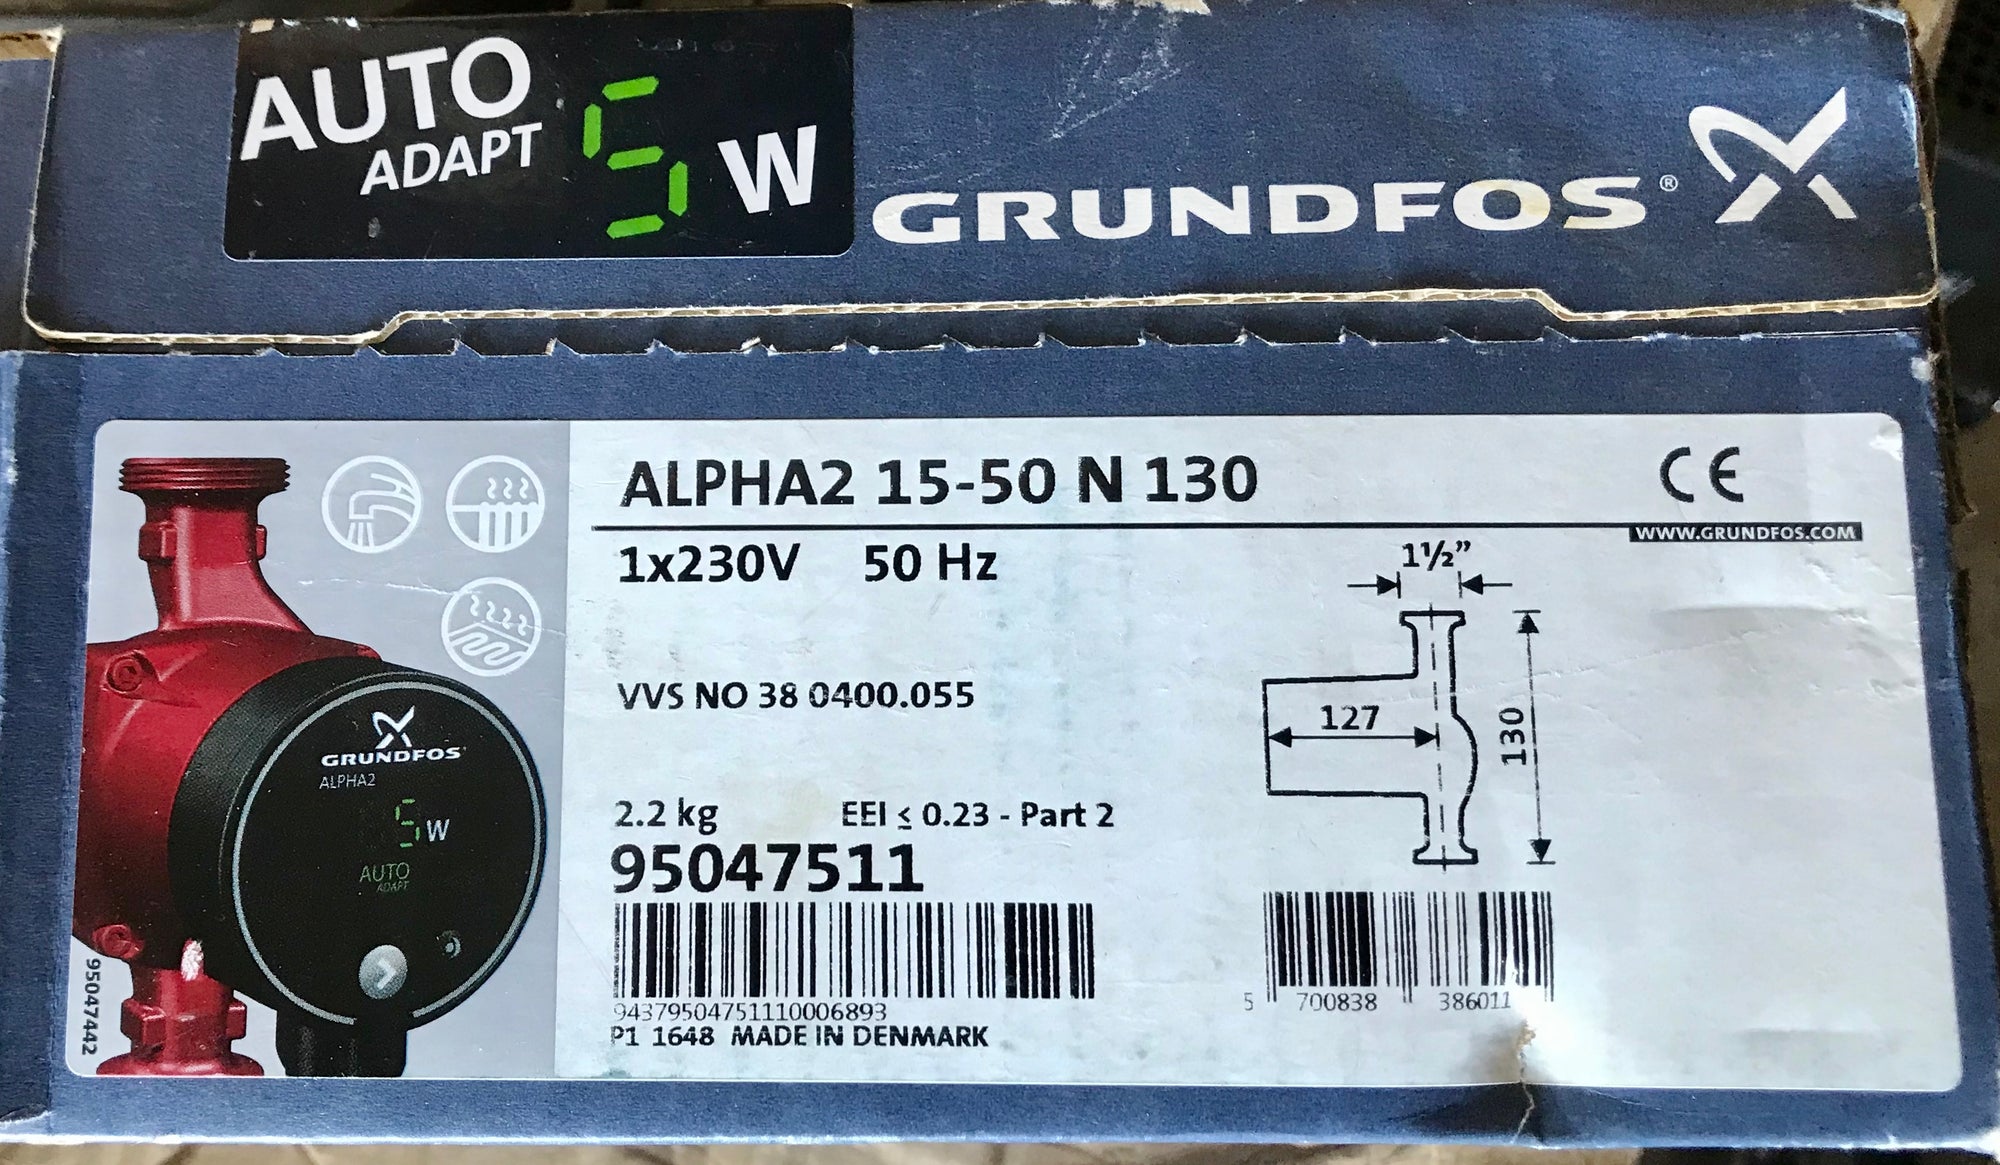 AUTO
ADAPT
5 W
GRUNDFOS®
ALPHA2 15-50 N 130
CE
WWW.GRUNDFOS.COM
1x230V 50 Hz
1½”
VVS NO 38 0400.055
127
130
GRUNDFOS
ALPHA2
5 W
AUTO
ADAPT
2.2 kg EEI ≤ 0.23 - Part 2
95047511
94379504751110006893
P1 1648 MADE IN DENMARK
5 700838 386011
95047442